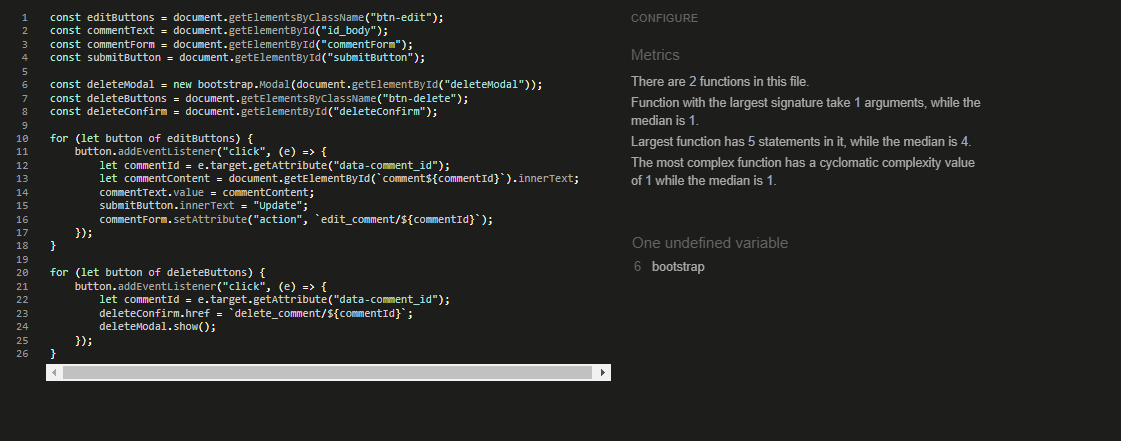 1 const editButtons = document.getElementsByClassName("btn-edit");
2 const commentText = document.getElementById("id_body");
3 const commentForm = document.getElementById("commentForm");
4 const submitButton = document.getElementById("submitButton");
5
6 const deleteModal = new bootstrap.Modal(document.getElementById("deleteModal"));
7 const deleteButtons = document.getElementsByClassName("btn-delete");
8 const deleteConfirm = document.getElementById("deleteConfirm");
9
10 for (let button of editButtons) {
11 button.addEventListener("click", (e) => {
12 let commentId = e.target.getAttribute("data-comment_id");
13 let commentContent = document.getElementById(`comment${commentId}`).innerText;
14 commentText.value = commentContent;
15 submitButton.innerText = "Update";
16 commentForm.setAttribute("action", `edit_comment/${commentId}`);
17 });
18 }
19
20 for (let button of deleteButtons) {
21 button.addEventListener("click", (e) => {
22 let commentId = e.target.getAttribute("data-comment_id");
23 deleteConfirm.href = `delete_comment/${commentId}`;
24 deleteModal.show();
25 });
26 }
CONFIGURE
Metrics
There are 2 functions in this file.
Function with the largest signature take 1 arguments, while the
median is 1.
Largest function has 5 statements in it, while the median is 4.
The most complex function has a cyclomatic complexity value
of 1 while the median is 1.
One undefined variable
6 bootstrap